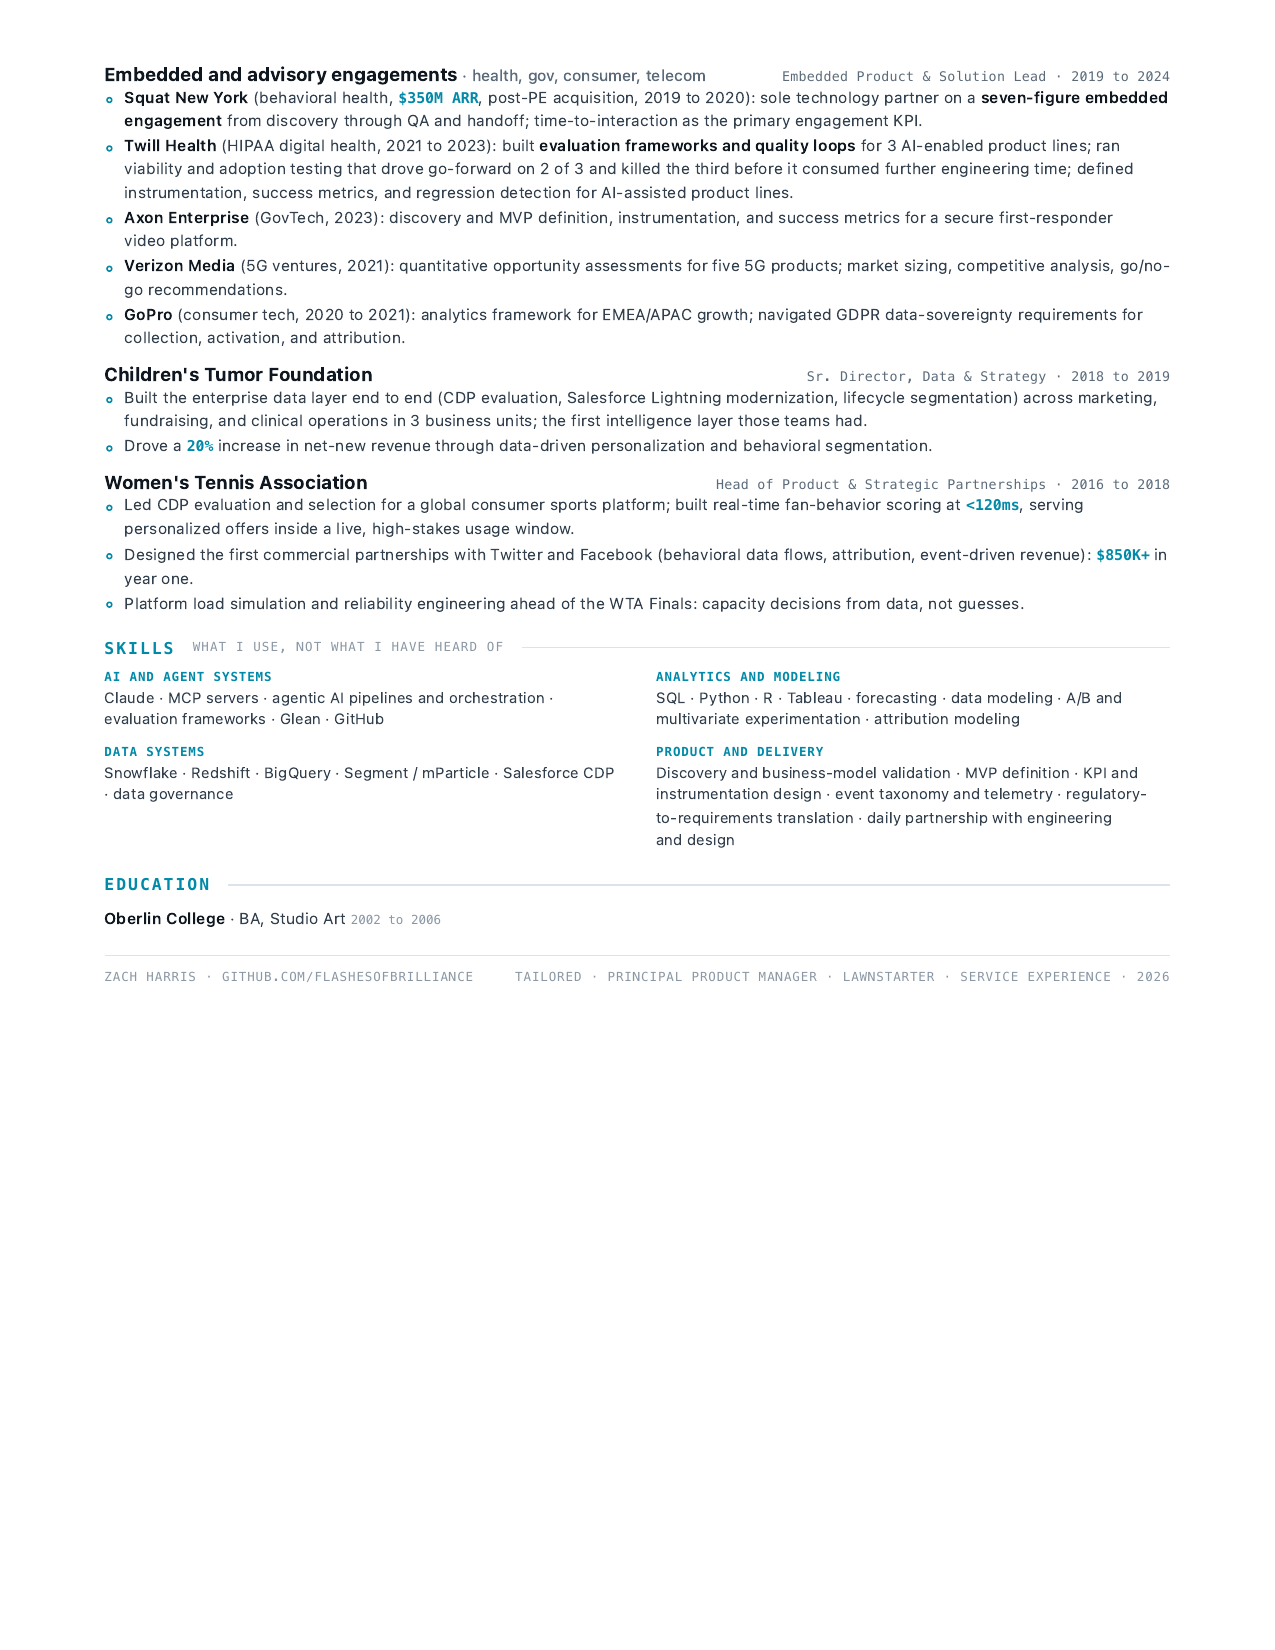 Embedded and advisory engagements · health, gov, consumer, telecom Embedded Product & Solution Lead · 2019 to 2024
Squat New York (behavioral health, $350M ARR, post-PE acquisition, 2019 to 2020): sole technology partner on a seven-figure embedded
engagement from discovery through QA and handoff; time-to-interaction as the primary engagement KPI.
Twill Health (HIPAA digital health, 2021 to 2023): built evaluation frameworks and quality loops for 3 AI-enabled product lines; ran
viability and adoption testing that drove go-forward on 2 of 3 and killed the third before it consumed further engineering time; defined
instrumentation, success metrics, and regression detection for AI-assisted product lines.
Axon Enterprise (GovTech, 2023): discovery and MVP definition, instrumentation, and success metrics for a secure first-responder
video platform.
Verizon Media (5G ventures, 2021): quantitative opportunity assessments for five 5G products; market sizing, competitive analysis, go/no-
go recommendations.
GoPro (consumer tech, 2020 to 2021): analytics framework for EMEA/APAC growth; navigated GDPR data-sovereignty requirements for
collection, activation, and attribution.
Children's Tumor Foundation Sr. Director, Data & Strategy · 2018 to 2019
Built the enterprise data layer end to end (CDP evaluation, Salesforce Lightning modernization, lifecycle segmentation) across marketing,
fundraising, and clinical operations in 3 business units; the first intelligence layer those teams had.
Drove a 20% increase in net-new revenue through data-driven personalization and behavioral segmentation.
Women's Tennis Association Head of Product & Strategic Partnerships · 2016 to 2018
Led CDP evaluation and selection for a global consumer sports platform; built real-time fan-behavior scoring at <120ms, serving
personalized offers inside a live, high-stakes usage window.
Designed the first commercial partnerships with Twitter and Facebook (behavioral data flows, attribution, event-driven revenue): $850K+ in
year one.
Platform load simulation and reliability engineering ahead of the WTA Finals: capacity decisions from data, not guesses.
SKILLS WHAT I USE, NOT WHAT I HAVE HEARD OF
AI AND AGENT SYSTEMS
Claude · MCP servers · agentic AI pipelines and orchestration ·
evaluation frameworks · Glean · GitHub
ANALYTICS AND MODELING
SQL · Python · R · Tableau · forecasting · data modeling · A/B and
multivariate experimentation · attribution modeling
DATA SYSTEMS
Snowflake · Redshift · BigQuery · Segment / mParticle · Salesforce CDP
· data governance
PRODUCT AND DELIVERY
Discovery and business-model validation · MVP definition · KPI and
instrumentation design · event taxonomy and telemetry · regulatory-
to-requirements translation · daily partnership with engineering
and design
EDUCATION
Oberlin College · BA, Studio Art 2002 to 2006
ZACH HARRIS · GITHUB.COM/FLASHESOFBRILLIANCE TAILORED · PRINCIPAL PRODUCT MANAGER · LAWNSTARTER · SERVICE EXPERIENCE · 2026